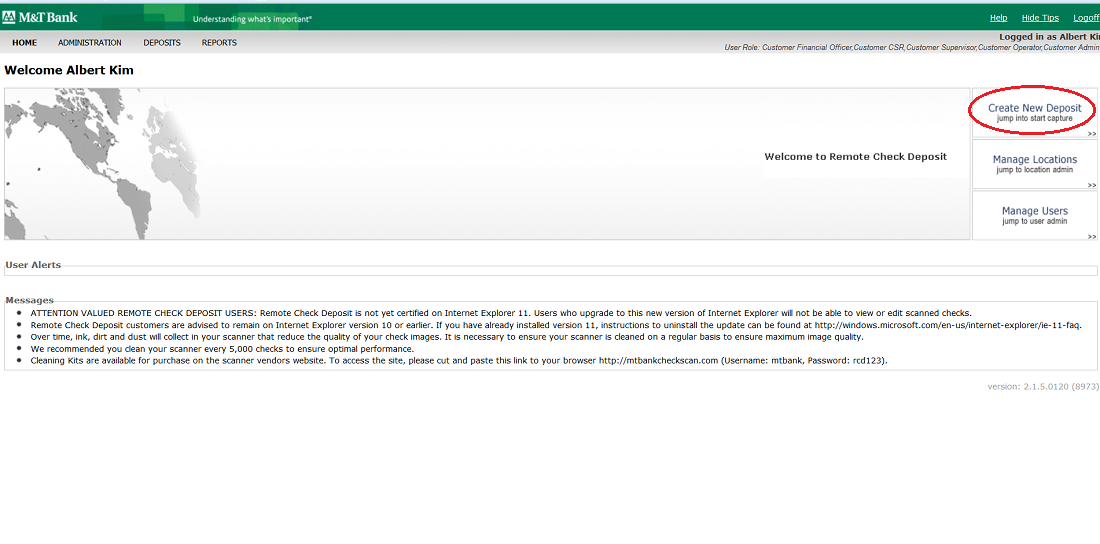 M&T Bank
Understanding what's important®
Help Hide Tips Logoff
HOME ADMINISTRATION DEPOSITS REPORTS
Logged in as Albert Ki
User Role: Customer Financial Officer,Customer CSR,Customer Supervisor,Customer Operator,Customer Admin
Welcome Albert Kim
Create New Deposit
jump into start capture
>>
Welcome to Remote Check Deposit
Manage Locations
jump to location admin
>>
Manage Users
jump to user admin
>>
User Alerts
Messages
ATTENTION VALUED REMOTE CHECK DEPOSIT USERS: Remote Check Deposit is not yet certified on Internet Explorer 11. Users who upgrade to this new version of Internet Explorer will not be able to view or edit scanned checks.
Remote Check Deposit customers are advised to remain on Internet Explorer version 10 or earlier. If you have already installed version 11, instructions to uninstall the update can be found at http://windows.microsoft.com/en-us/internet-explorer/ie-11-faq.
Over time, ink, dirt and dust will collect in your scanner that reduce the quality of your check images. It is necessary to ensure your scanner is cleaned on a regular basis to ensure maximum image quality.
We recommended you clean your scanner every 5,000 checks to ensure optimal performance.
Cleaning Kits are available for purchase on the scanner vendors website. To access the site, please cut and paste this link to your browser http://mtbankcheckscan.com (Username: mtbank, Password: rcd123).
version: 2.1.5.0120 (8973)